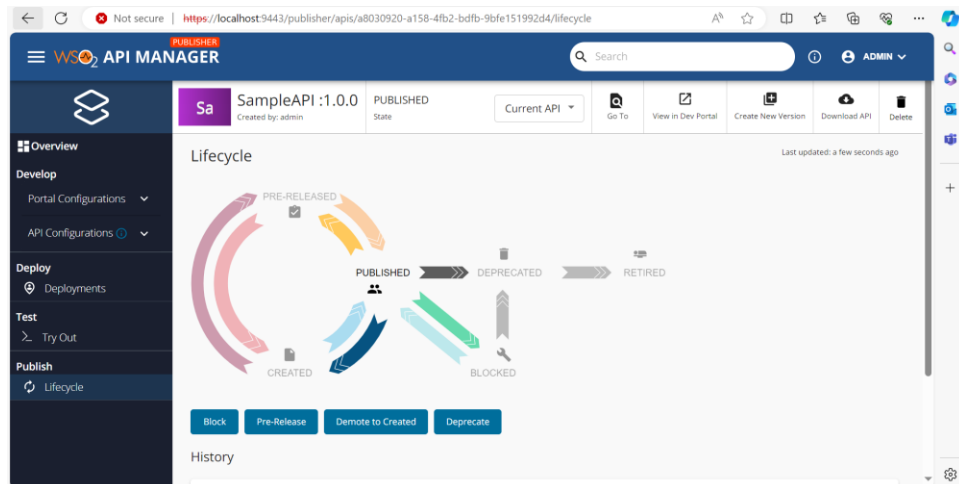 Not secure | https://localhost:9443/publisher/apis/a8030920-a158-4fb2-bdfb-9bfe151992d4/lifecycle
PUBLISHER
WSO2 API MANAGER
Search
ADMIN
Sa
SampleAPI :1.0.0
Created by: admin
PUBLISHED
State
Current API
Go To
View in Dev Portal
Create New Version
Download API
Delete
Overview
Develop
Portal Configurations
API Configurations
Deploy
Deployments
Test
Try Out
Publish
Lifecycle
Lifecycle
Last updated: a few seconds ago
PRE-RELEASED
PUBLISHED
DEPRECATED
RETIRED
CREATED
BLOCKED
Block
Pre-Release
Demote to Created
Deprecate
History